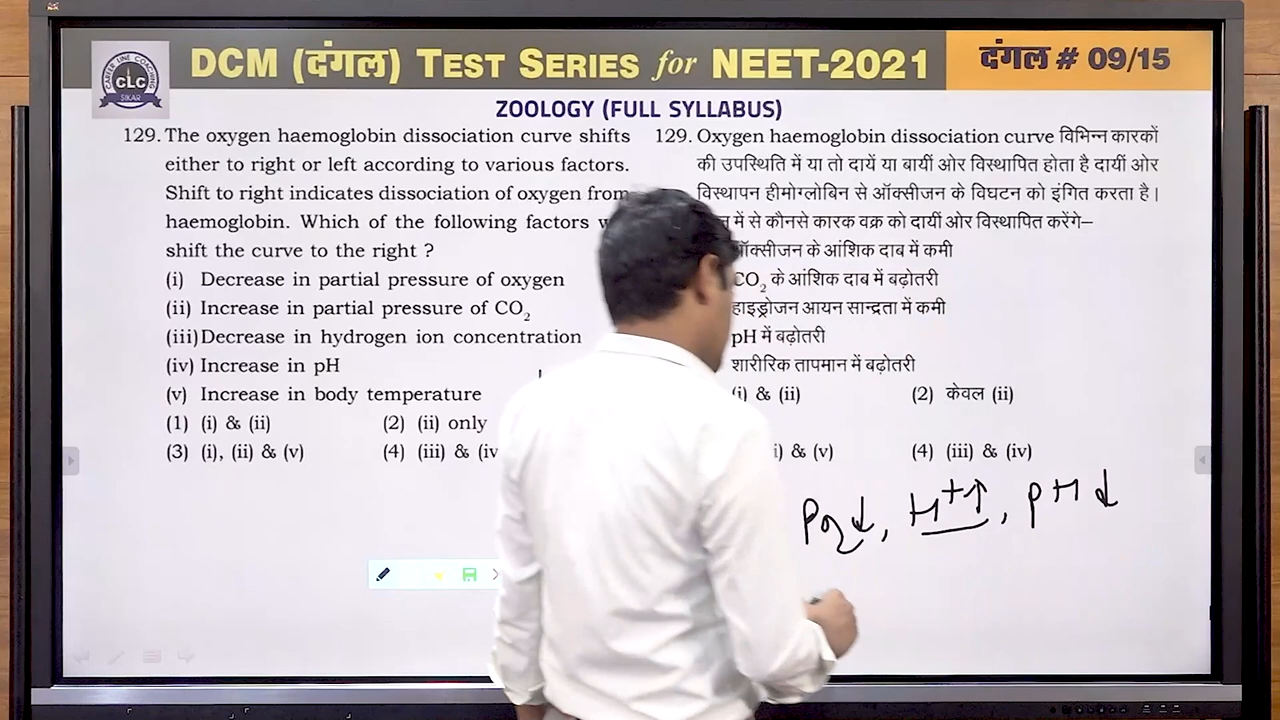 CAREER LINE COACHING
CLC
SIKAR
DCM (दंगल) TEST SERIES for NEET-2021
दंगल # 09/15
ZOOLOGY (FULL SYLLABUS)
129. The oxygen haemoglobin dissociation curve shifts
either to right or left according to various factors.
Shift to right indicates dissociation of oxygen from
haemoglobin. Which of the following factors
shift the curve to the right ?
(i) Decrease in partial pressure of oxygen
(ii) Increase in partial pressure of CO₂
(iii) Decrease in hydrogen ion concentration
(iv) Increase in pH
(v) Increase in body temperature
(1) (i) & (ii) (2) (ii) only
(3) (i), (ii) & (v) (4) (iii) & (iv
129. Oxygen haemoglobin dissociation curve विभिन्न कारकों
की उपस्थिति में या तो दायें या बायीं ओर विस्थापित होता है दायीं ओर
विस्थापन हीमोग्लोबिन से ऑक्सीजन के विघटन को इंगित करता है।
में से कौनसे कारक वक्र को दायीं ओर विस्थापित करेंगे–
ऑक्सीजन के आंशिक दाब में कमी
CO₂ के आंशिक दाब में बढ़ोतरी
हाइड्रोजन आयन सान्द्रता में कमी
pH में बढ़ोतरी
शारीरिक तापमान में बढ़ोतरी
(i) & (ii) (2) केवल (ii)
i) & (v) (4) (iii) & (iv)
PO₂↓, H⁺↑, pH↓